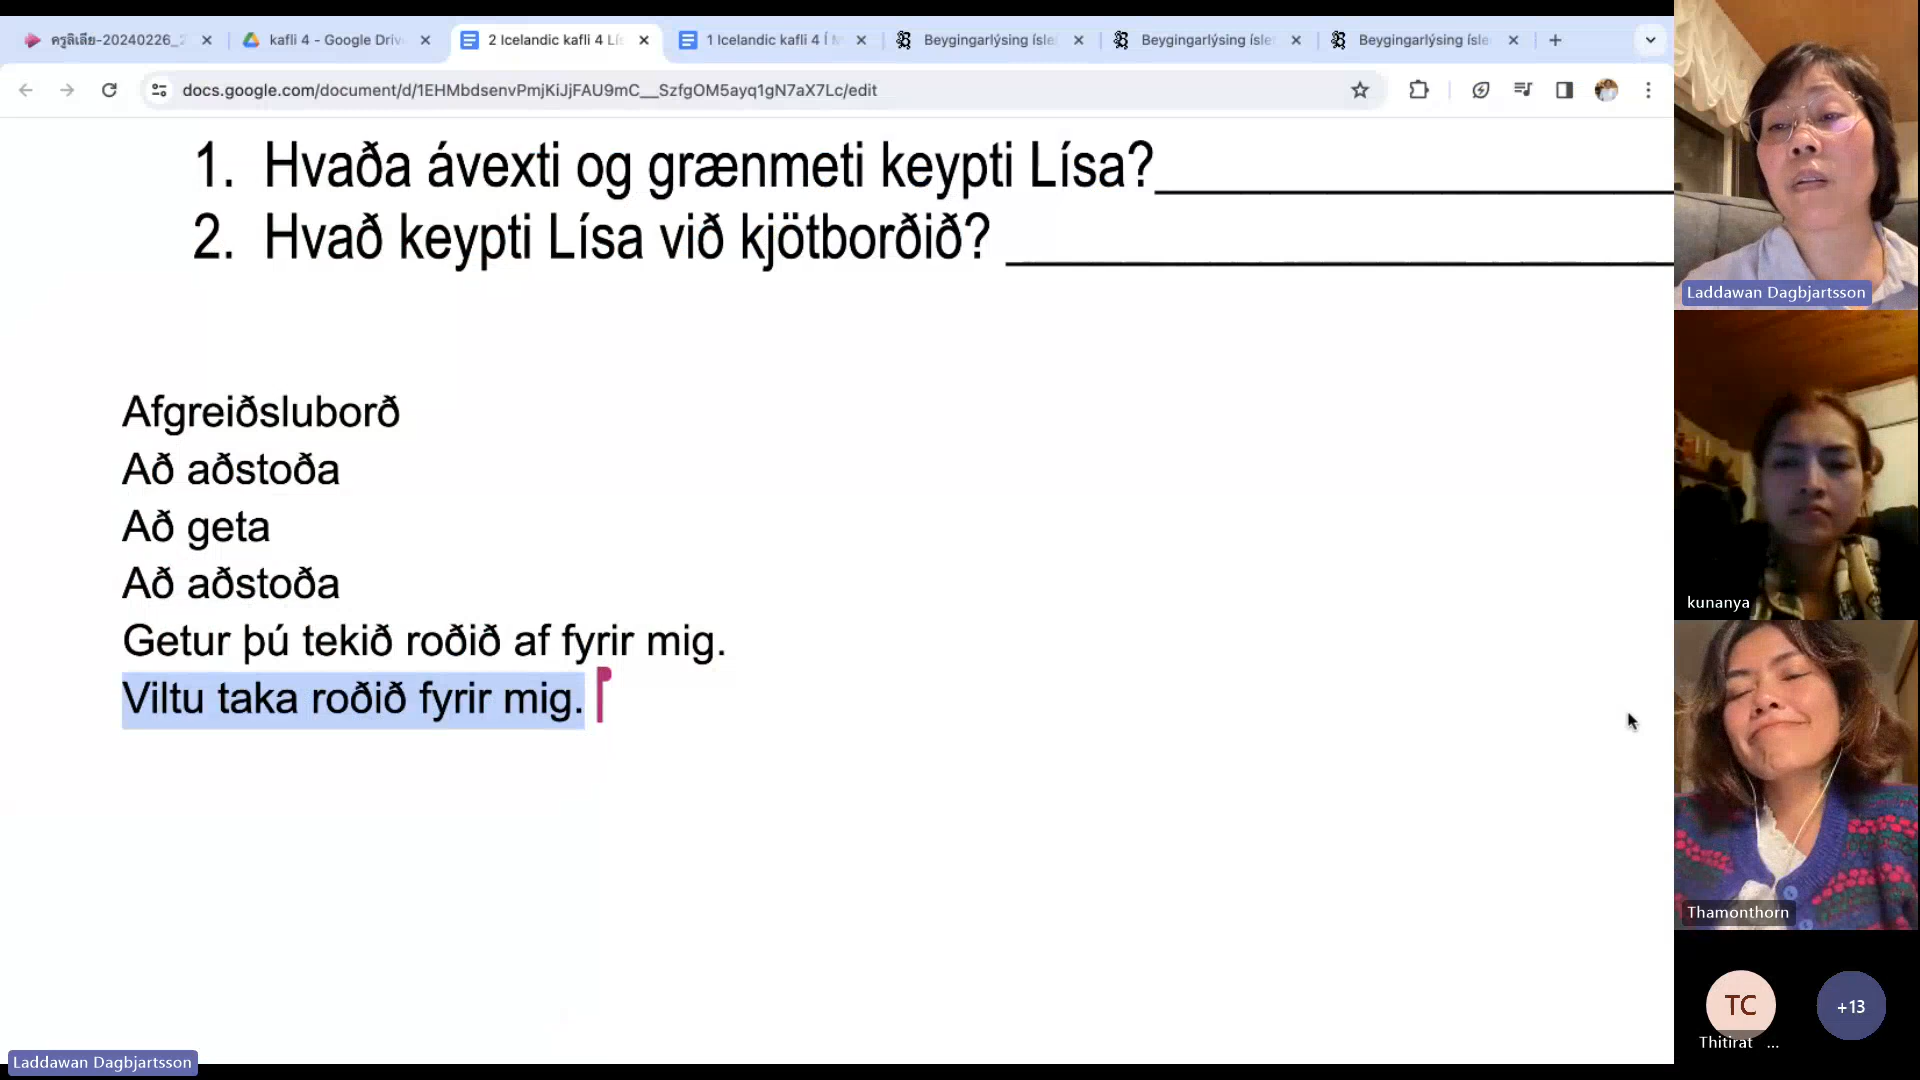 ครูลิเลีย-20240226_2
kafli 4 - Google Driv
2 Icelandic kafli 4 Lís
1 Icelandic kafli 4 Í M
Beygingarlýsing ísle
Beygingarlýsing ísle
Beygingarlýsing ísle
docs.google.com/document/d/1EHMbdsenvPmjKiJjFAU9mC__SzfgOM5ayq1gN7aX7Lc/edit
1. Hvaða ávexti og grænmeti keypti Lísa?
2. Hvað keypti Lísa við kjötborðið?
Afgreiðsluborð
Að aðstoða
Að geta
Að aðstoða
Getur þú tekið roðið af fyrir mig.
Viltu taka roðið fyrir mig.
Laddawan Dagbjartsson
kunanya
Thamonthorn
TC
+13
Thitirat ...
Laddawan Dagbjartsson